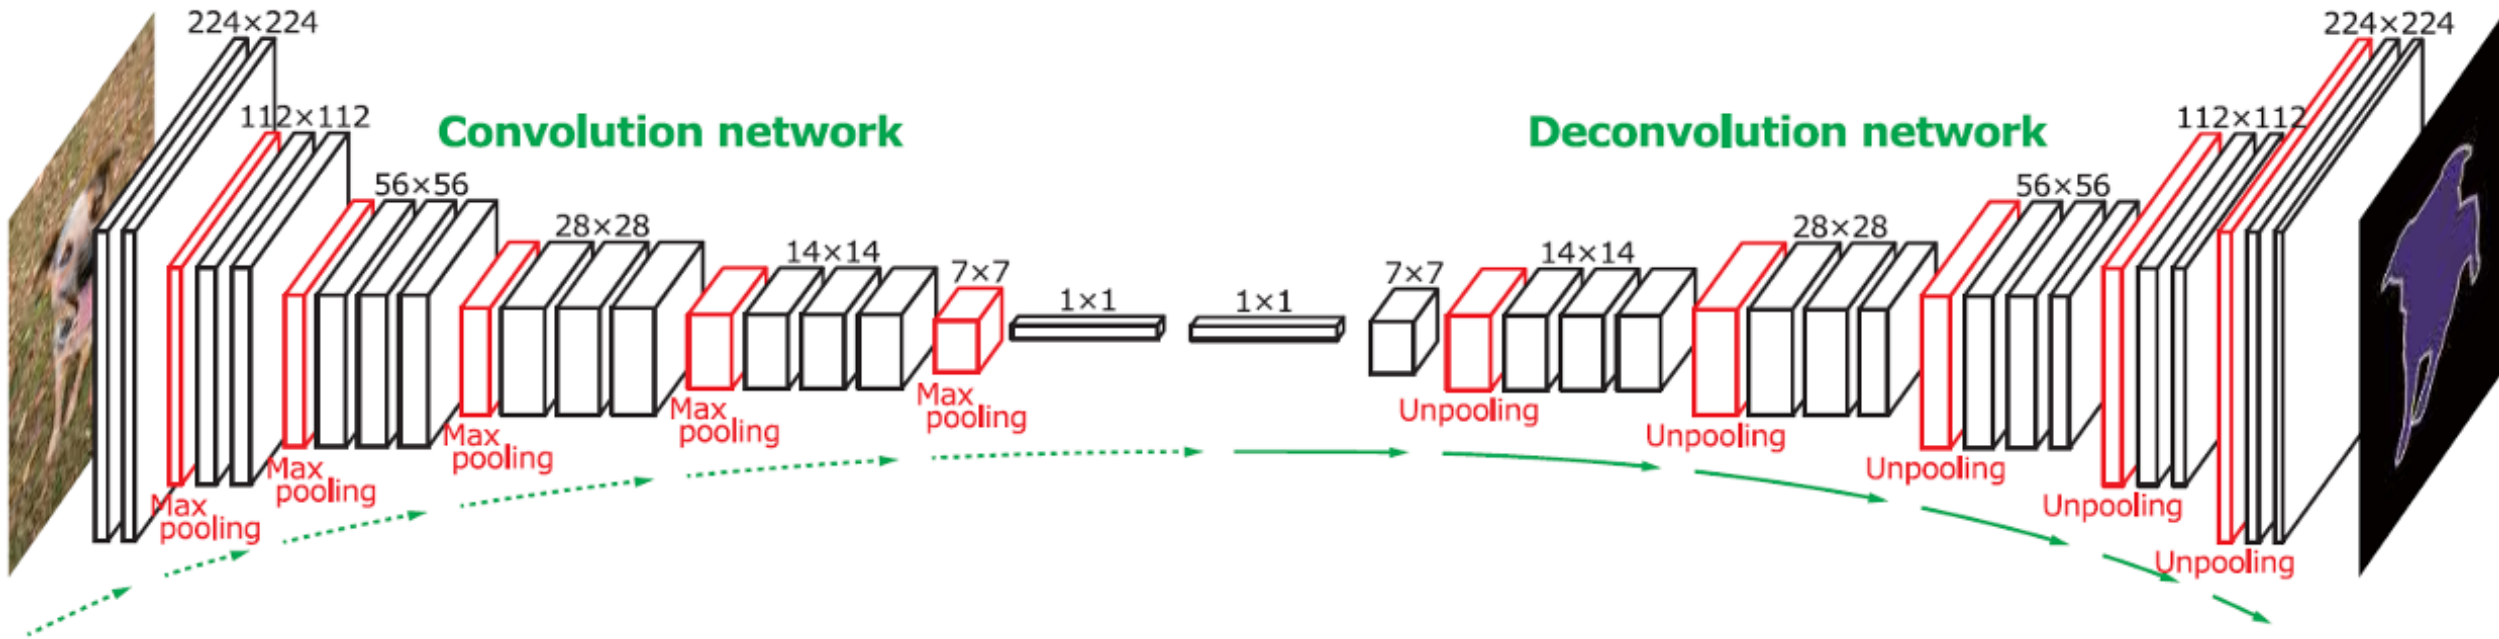 224×224
112×112
Convolution network
56×56
28×28
14×14
7×7
1×1
1×1
7×7
14×14
28×28
56×56
112×112
224×224
Deconvolution network
Max
pooling
Max
pooling
Max
pooling
Max
pooling
Max
pooling
Unpooling
Unpooling
Unpooling
Unpooling
Unpooling